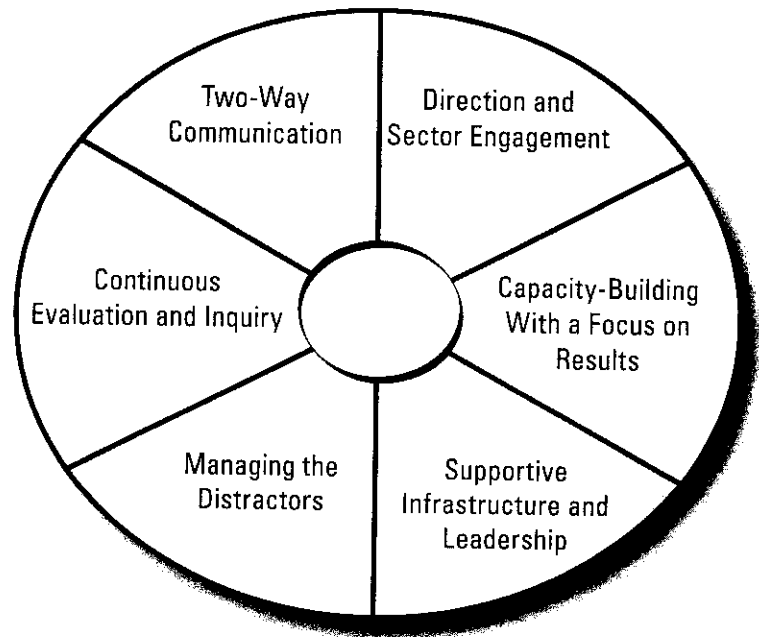 Two-Way
Communication
Direction and
Sector Engagement
Capacity-Building
With a Focus on
Results
Supportive
Infrastructure and
Leadership
Managing the
Distractors
Continuous
Evaluation and Inquiry